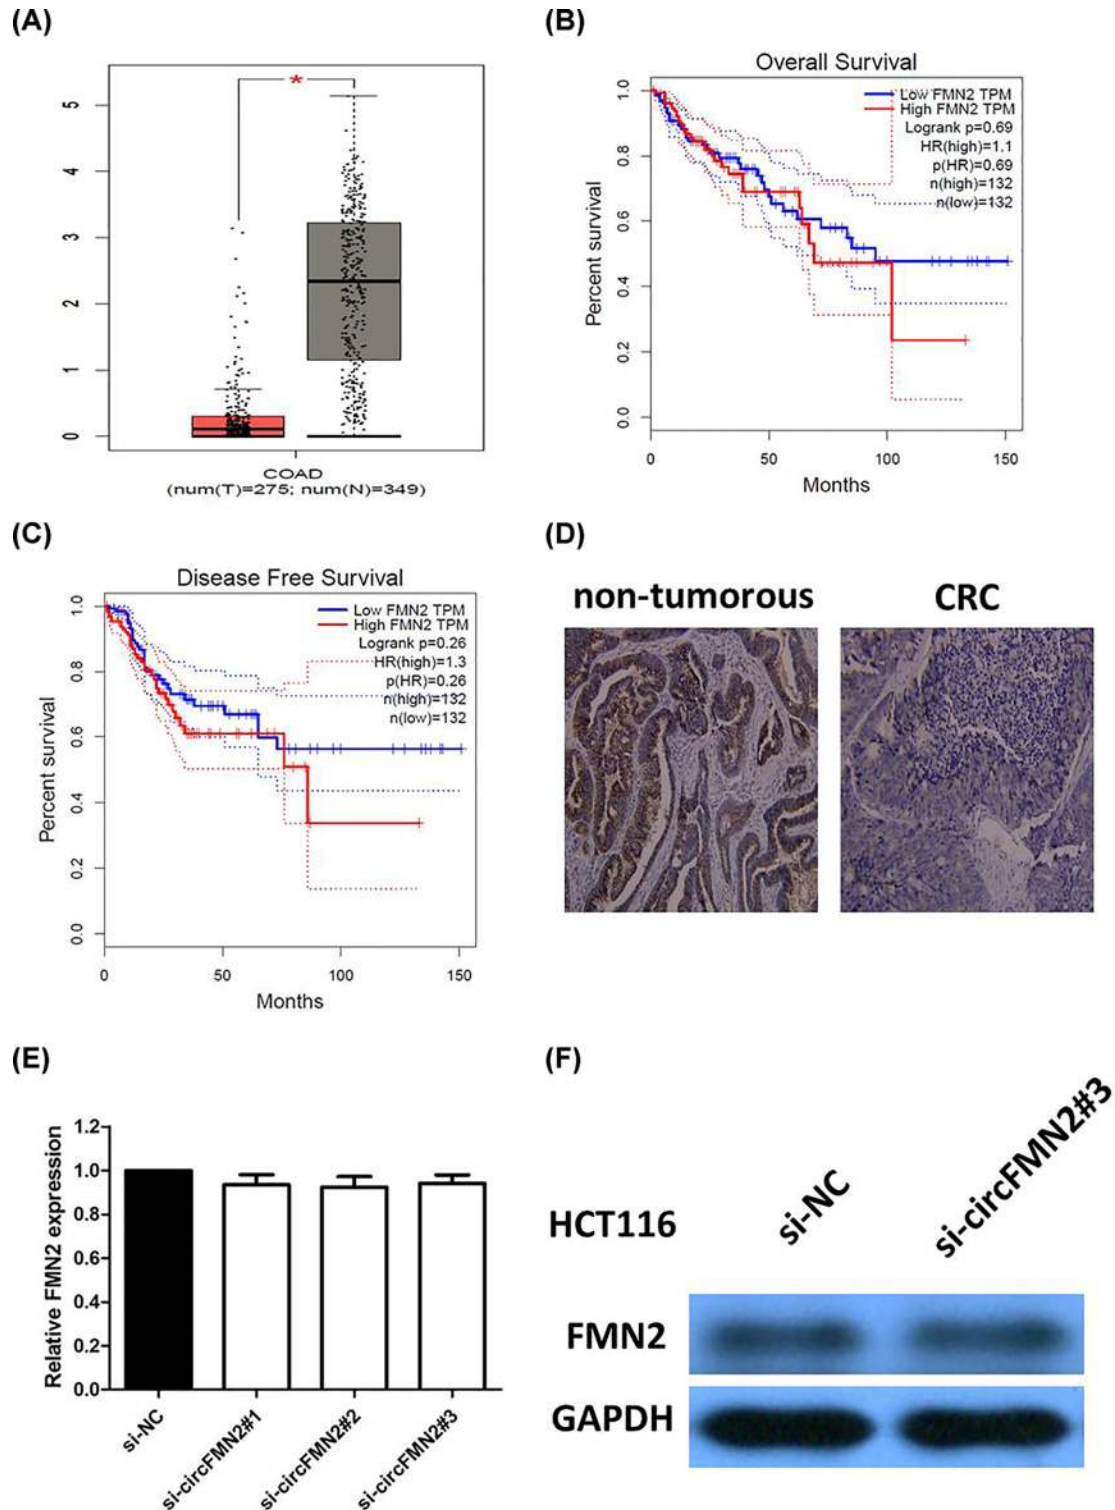 (A)
5
4
3
2
1
0
*
COAD
(num(T)=275; num(N)=349)
(B)
Overall Survival
Low FMN2 TPM
High FMN2 TPM
Logrank p=0.69
HR(high)=1.1
p(HR)=0.69
n(high)=132
n(low)=132
Percent survival
1.0
0.8
0.6
0.4
0.2
0.0
0
50
100
150
Months
(C)
Disease Free Survival
Low FMN2 TPM
High FMN2 TPM
Logrank p=0.26
HR(high)=1.3
p(HR)=0.26
n(high)=132
n(low)=132
Percent survival
1.0
0.8
0.6
0.4
0.2
0.0
0
50
100
150
Months
(D)
non-tumorous
CRC
(E)
Relative FMN2 expression
1.2
1.0
0.8
0.6
0.4
0.2
0.0
si-NC
si-circFMN2#1
si-circFMN2#2
si-circFMN2#3
(F)
HCT116
si-NC
si-circFMN2#3
FMN2
GAPDH